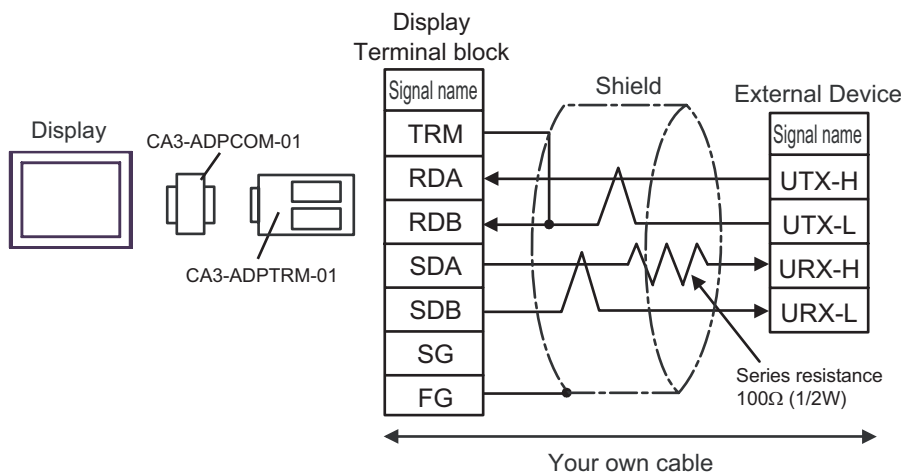 Display
Terminal block
Signal name
TRM
RDA
RDB
SDA
SDB
SG
FG
Display
CA3-ADPCOM-01
CA3-ADPTRM-01
Shield
External Device
Signal name
UTX-H
UTX-L
URX-H
URX-L
Series resistance
100Ω (1/2W)
Your own cable